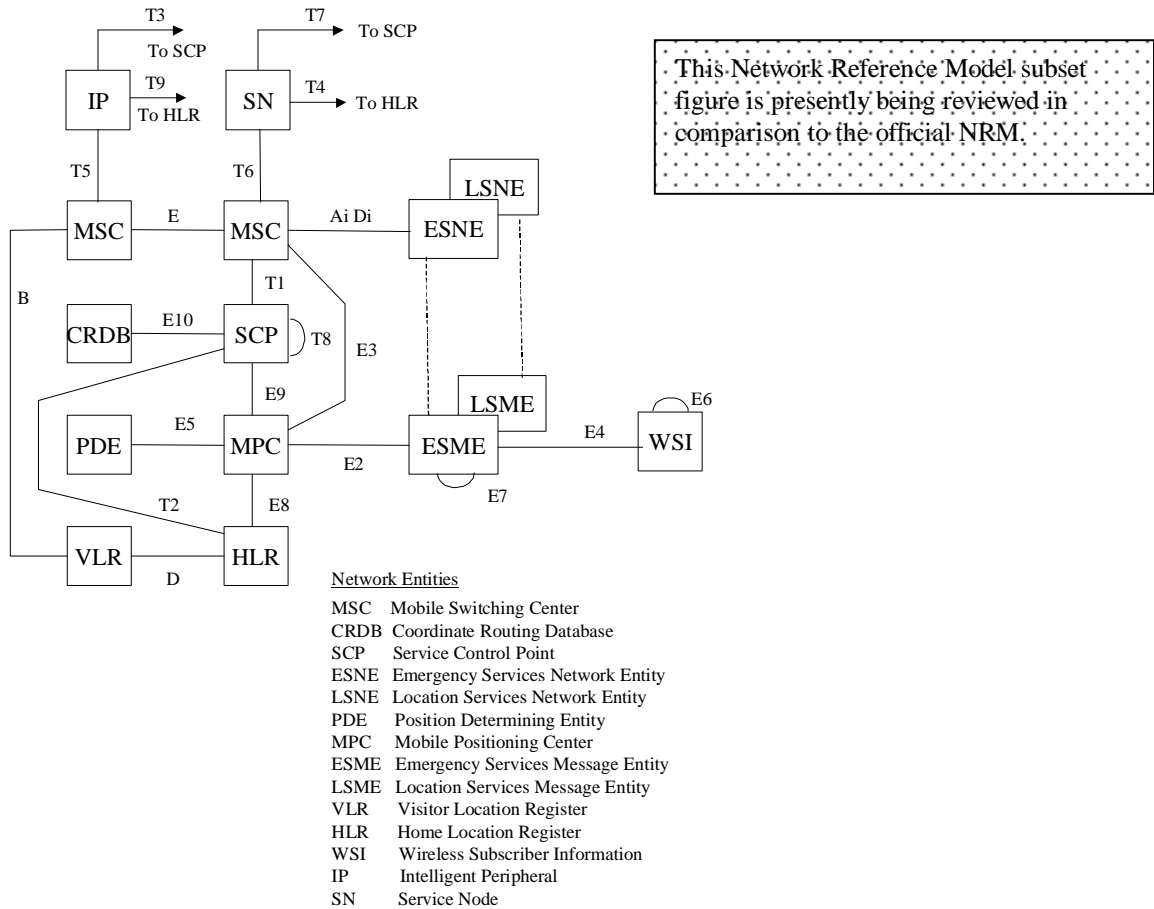 T3
To SCP
T7
To SCP
IP
T9
To HLR
SN
T4
To HLR
This Network Reference Model subset
figure is presently being reviewed in
comparison to the official NRM.
T5
T6
LSNE
MSC
E
MSC
Ai Di
ESNE
B
T1
CRDB
E10
SCP
T8
E3
E9
LSME
E6
PDE
E5
MPC
E2
ESME
E4
WSI
E7
T2
E8
VLR
D
HLR
Network Entities
MSC Mobile Switching Center
CRDB Coordinate Routing Database
SCP Service Control Point
ESNE Emergency Services Network Entity
LSNE Location Services Network Entity
PDE Position Determining Entity
MPC Mobile Positioning Center
ESME Emergency Services Message Entity
LSME Location Services Message Entity
VLR Visitor Location Register
HLR Home Location Register
WSI Wireless Subscriber Information
IP Intelligent Peripheral
SN Service Node